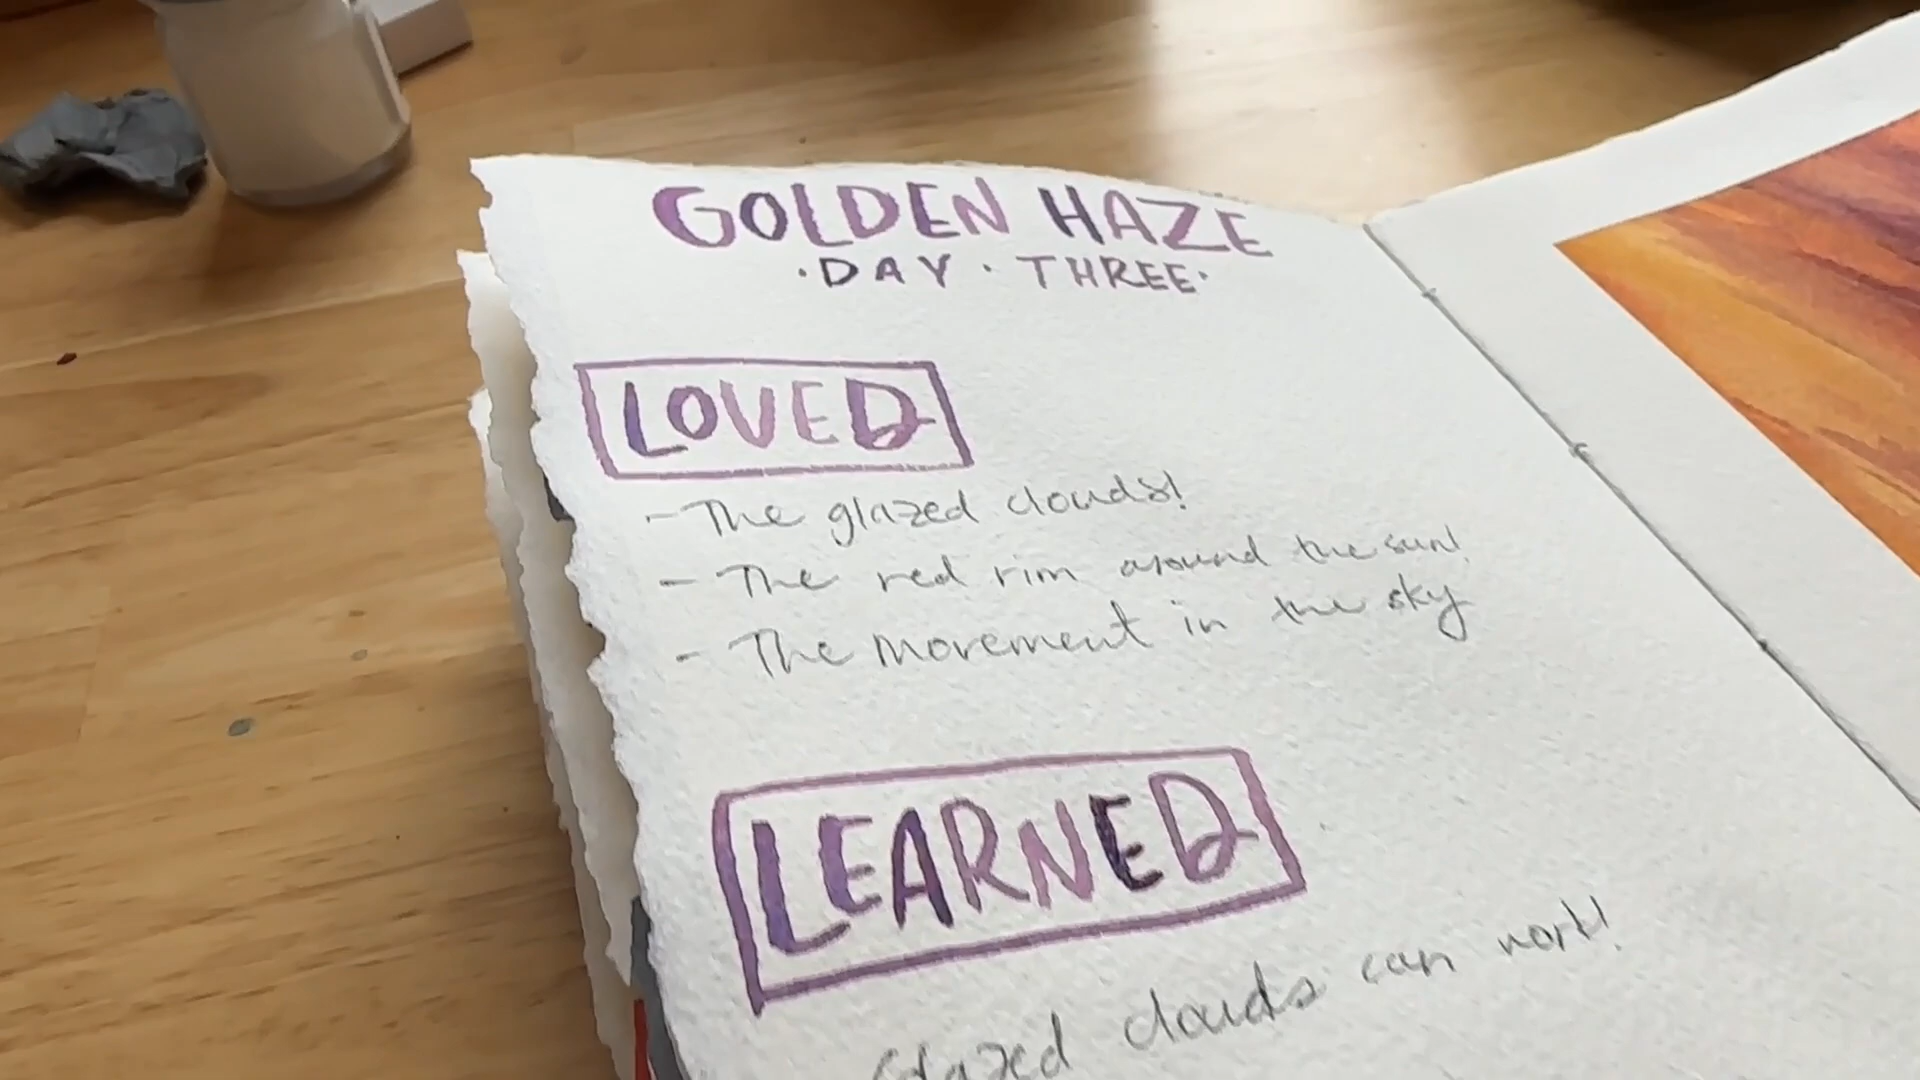 GOLDEN HAZE
·DAY·THREE·
LOVED
- The glazed clouds!
- The red rim around the sun!
- The movement in the sky
LEARNED
Glazed clouds can work!